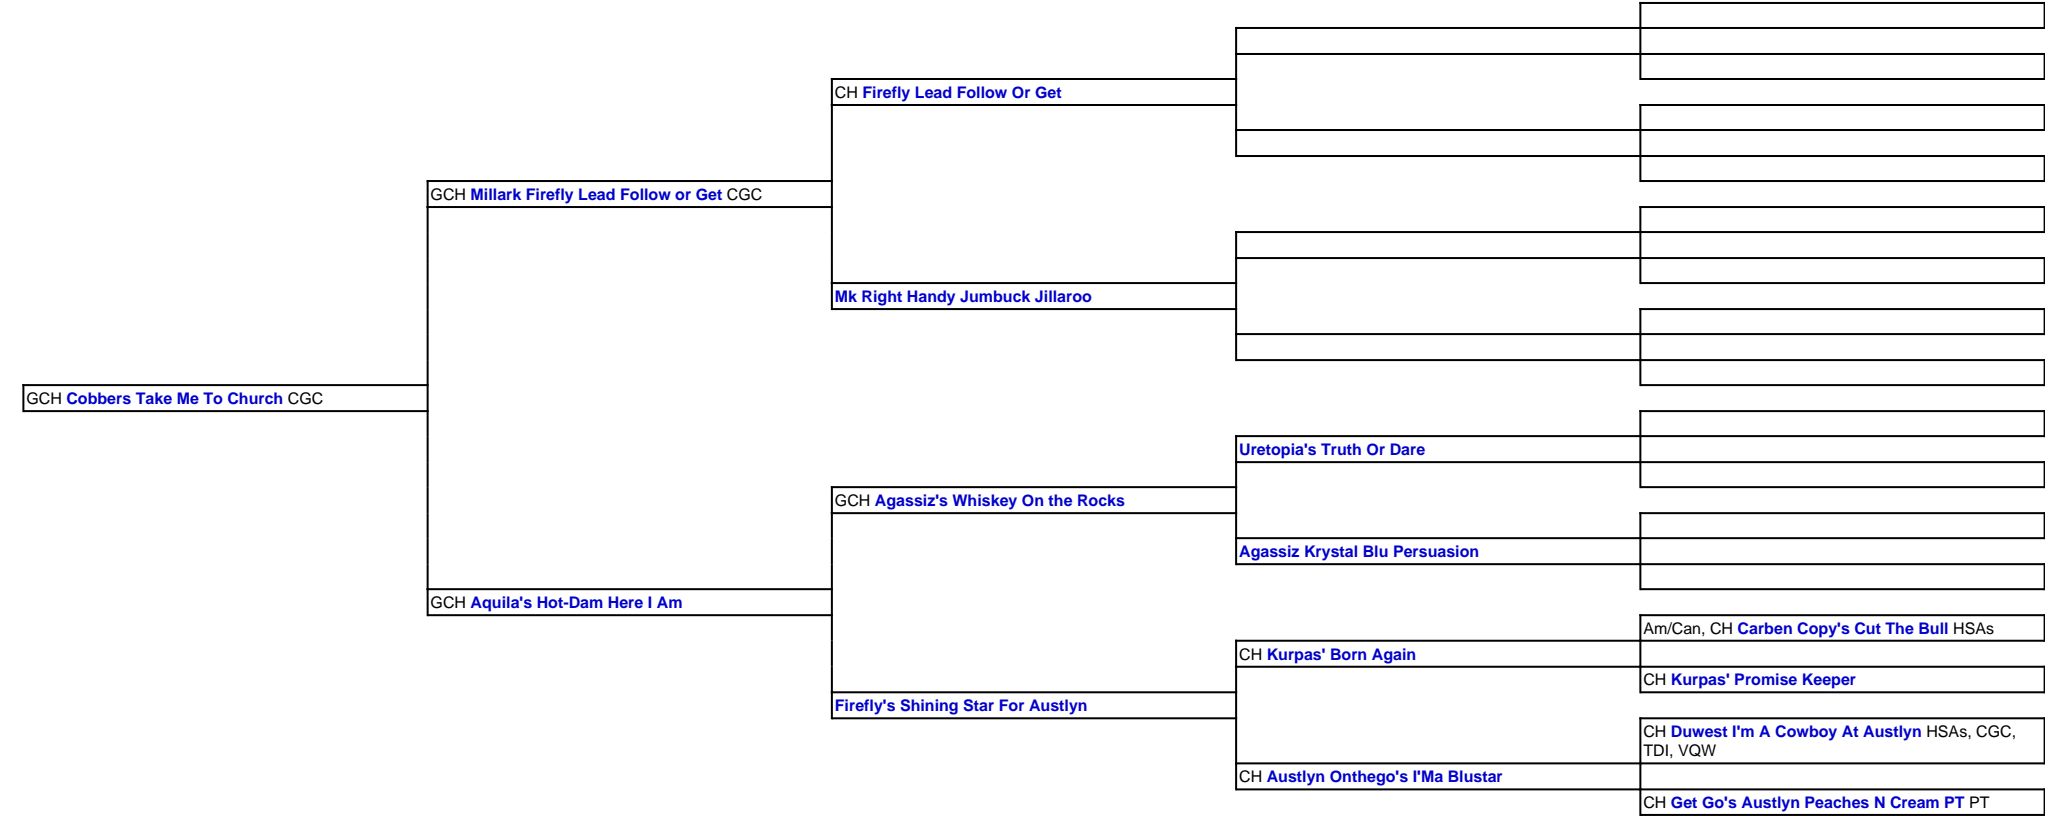 CH Firefly Lead Follow Or Get
GCH Millark Firefly Lead Follow or Get CGC
Mk Right Handy Jumbuck Jillaroo
GCH Cobbers Take Me To Church CGC
Uretopia's Truth Or Dare
GCH Agassiz's Whiskey On the Rocks
Agassiz Krystal Blu Persuasion
GCH Aquila's Hot-Dam Here I Am
Am/Can, CH Carben Copy's Cut The Bull HSAs
CH Kurpas' Born Again
CH Kurpas' Promise Keeper
Firefly's Shining Star For Austlyn
CH Duwest I'm A Cowboy At Austlyn HSAs, CGC,
TDI, VQW
CH Austlyn Onthego's I'Ma Blustar
CH Get Go's Austlyn Peaches N Cream PT PT